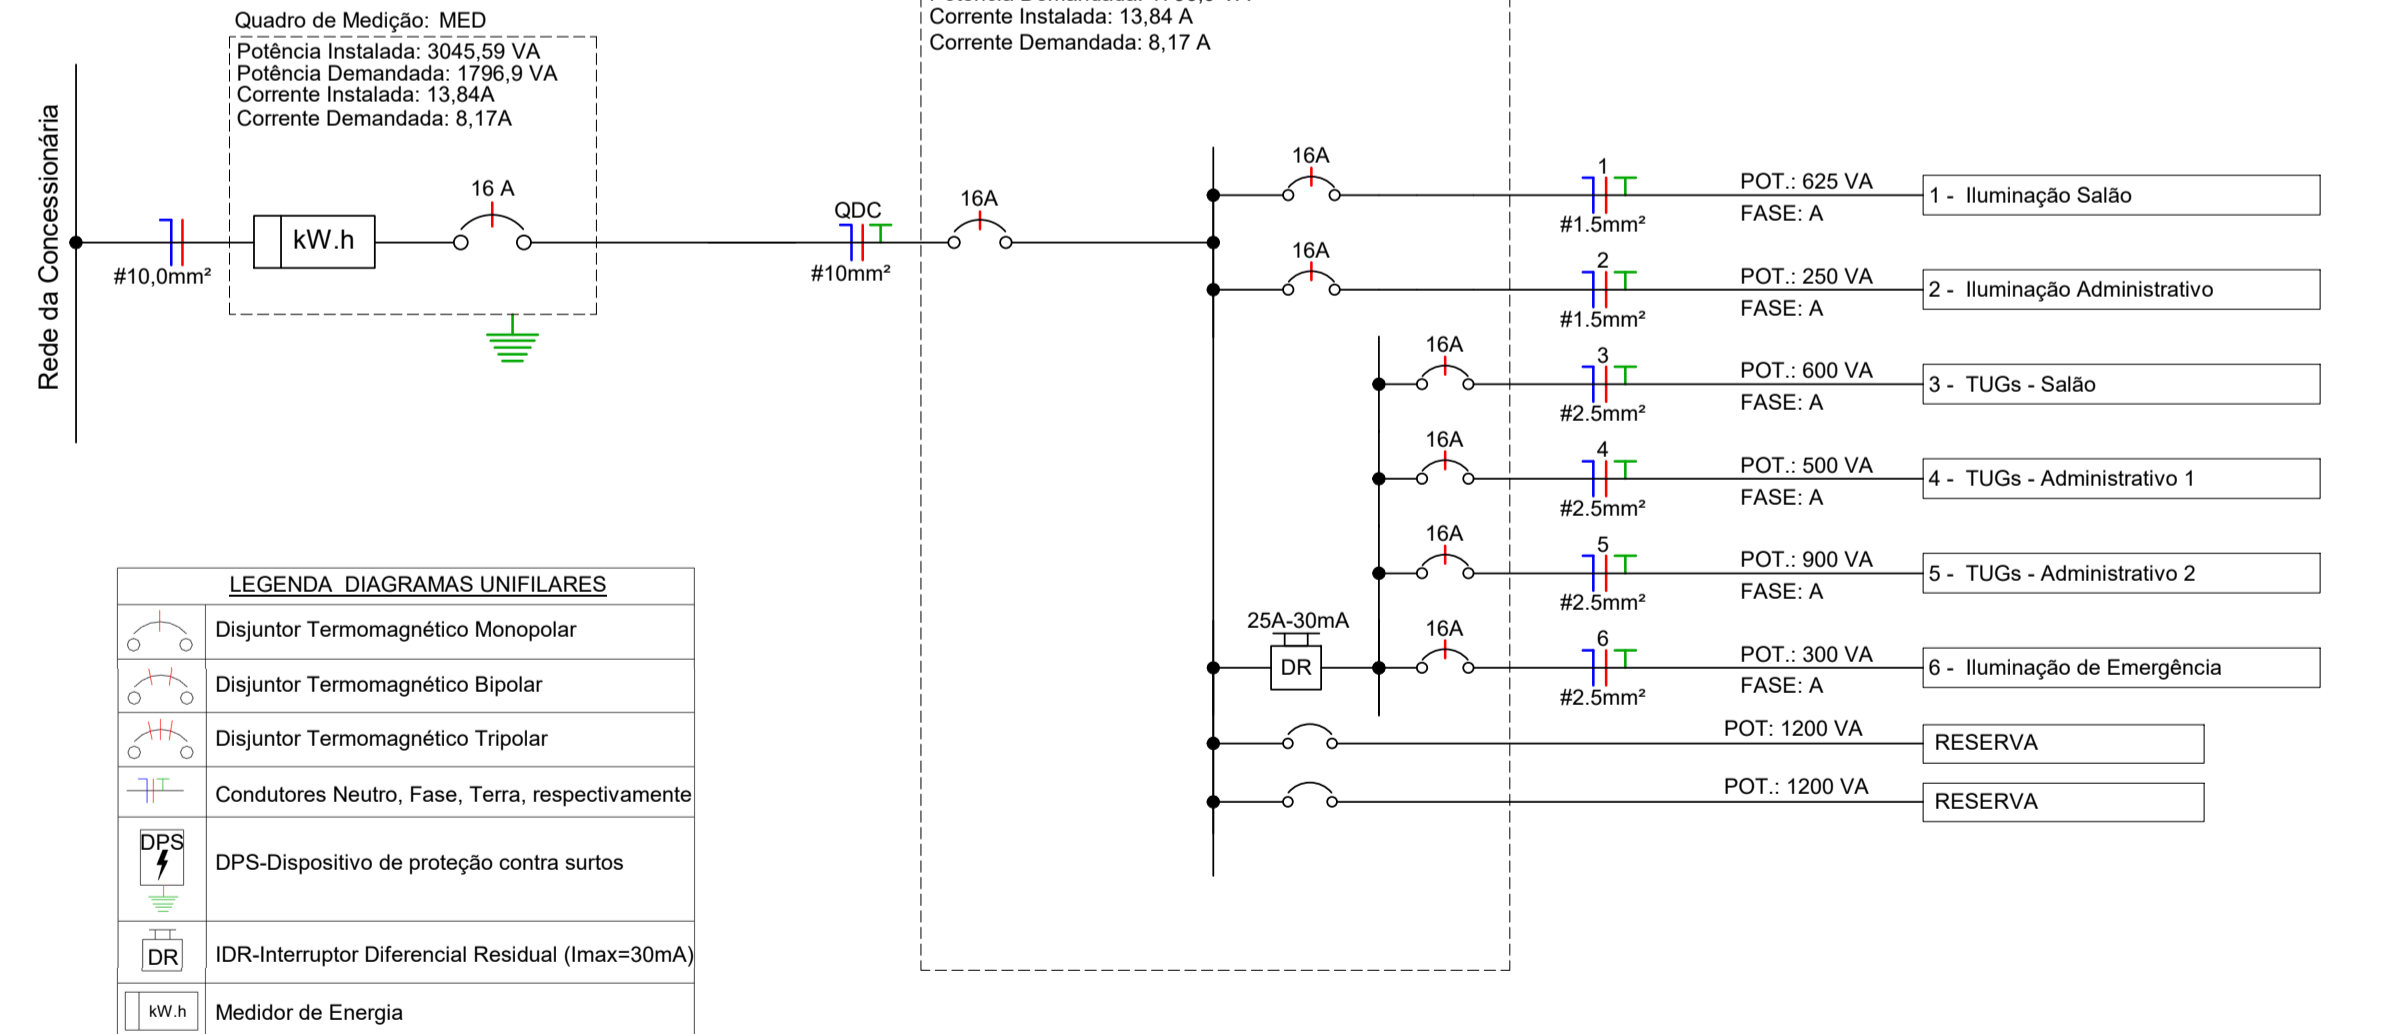 Quadro de Medição: MED
Potência Instalada: 3045,59 VA
Potência Demandada: 1796,9 VA
Corrente Instalada: 13,84A
Corrente Demandada: 8,17A
Corrente Instalada: 13,84 A
Corrente Demandada: 8,17 A
Rede da Concessionária
#10,0mm²
kW.h
16 A
QDC
#10mm²
16A
16A
1
#1.5mm²
POT.: 625 VA
FASE: A
1 - Iluminação Salão
16A
2
#1.5mm²
POT.: 250 VA
FASE: A
2 - Iluminação Administrativo
16A
3
#2.5mm²
POT.: 600 VA
FASE: A
3 - TUGs - Salão
16A
4
#2.5mm²
POT.: 500 VA
FASE: A
4 - TUGs - Administrativo 1
16A
5
#2.5mm²
POT.: 900 VA
FASE: A
5 - TUGs - Administrativo 2
25A-30mA
DR
16A
6
#2.5mm²
POT.: 300 VA
FASE: A
6 - Iluminação de Emergência
POT: 1200 VA
RESERVA
POT.: 1200 VA
RESERVA
LEGENDA DIAGRAMAS UNIFILARES
Disjuntor Termomagnético Monopolar
Disjuntor Termomagnético Bipolar
Disjuntor Termomagnético Tripolar
Condutores Neutro, Fase, Terra, respectivamente
DPS
DPS-Dispositivo de proteção contra surtos
DR
IDR-Interruptor Diferencial Residual (Imax=30mA)
kW.h
Medidor de Energia